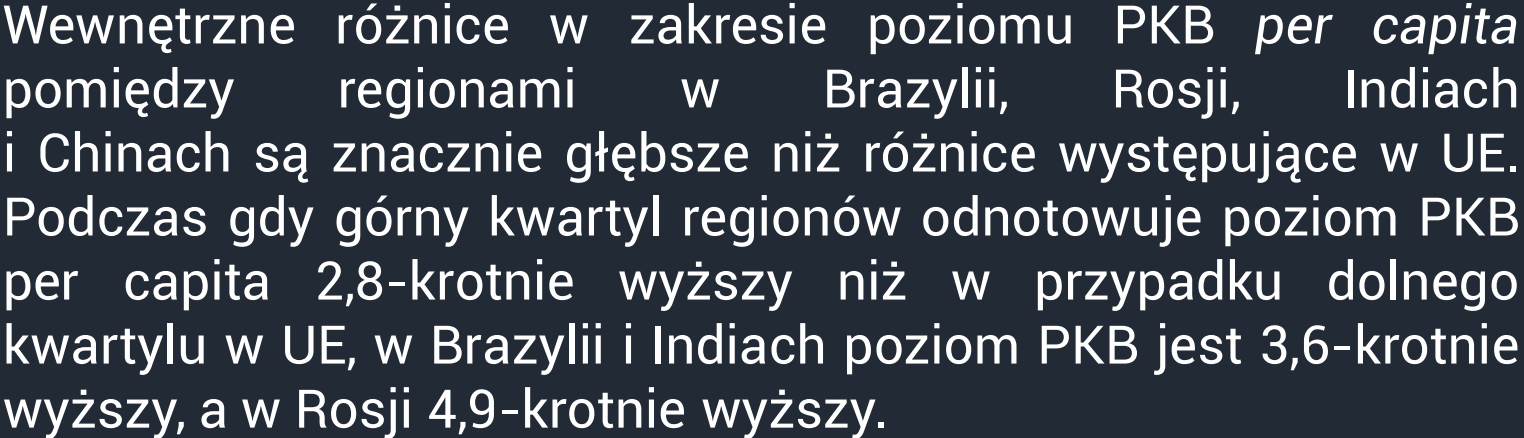 Wewnętrzne różnice w zakresie poziomu PKB per capita
pomiędzy regionami w Brazylii, Rosji, Indiach
i Chinach są znacznie głębsze niż różnice występujące w UE.
Podczas gdy górny kwartyl regionów odnotowuje poziom PKB
per capita 2,8-krotnie wyższy niż w przypadku dolnego
kwartylu w UE, w Brazylii i Indiach poziom PKB jest 3,6-krotnie
wyższy, a w Rosji 4,9-krotnie wyższy.